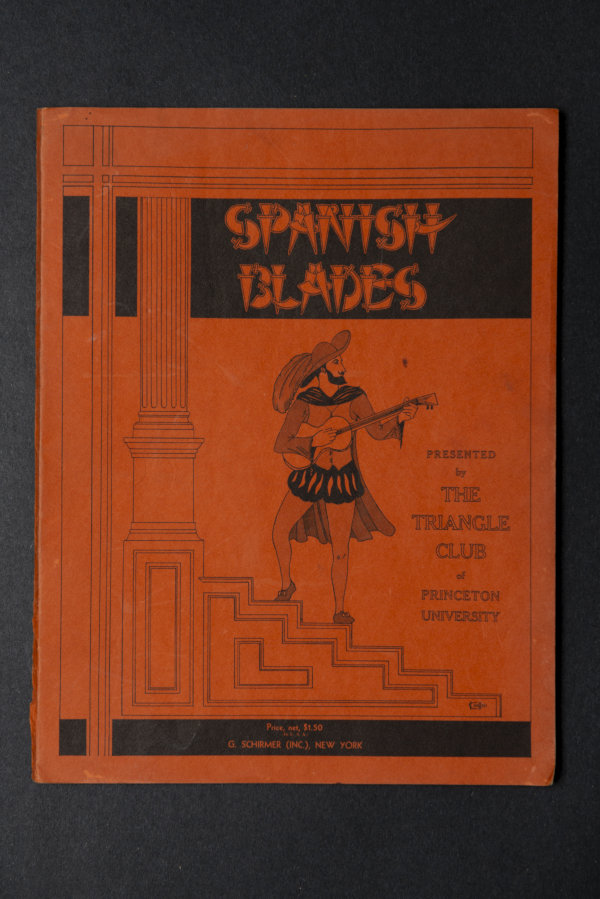 SPANISH
BLADES
PRESENTED
by
THE
TRIANGLE
CLUB
of
PRINCETON
UNIVERSITY
Price, net, $1.50
G. SCHIRMER (INC.), NEW YORK